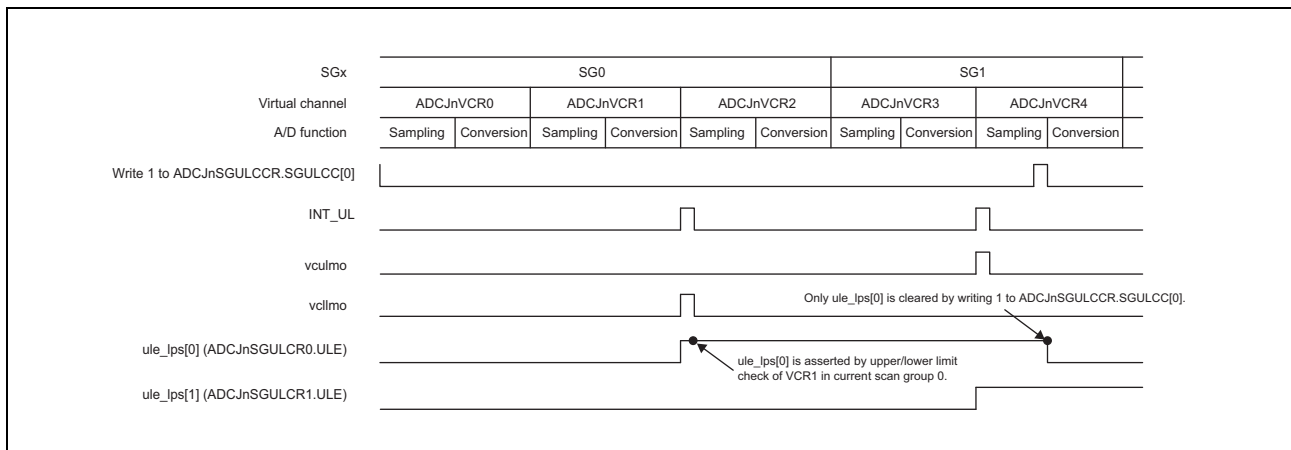 SGx SG0 SG1
Virtual channel ADCJnVCR0 ADCJnVCR1 ADCJnVCR2 ADCJnVCR3 ADCJnVCR4
A/D function Sampling Conversion Sampling Conversion Sampling Conversion Sampling Conversion Sampling Conversion
Write 1 to ADCJnSGULCCR.SGULCC[0]
INT_UL
vculmo
vcllmo
Only ule_lps[0] is cleared by writing 1 to ADCJnSGULCCR.SGULCC[0].
ule_lps[0] (ADCJnSGULCR0.ULE)
ule_lps[0] is asserted by upper/lower limit
check of VCR1 in current scan group 0.
ule_lps[1] (ADCJnSGULCR1.ULE)